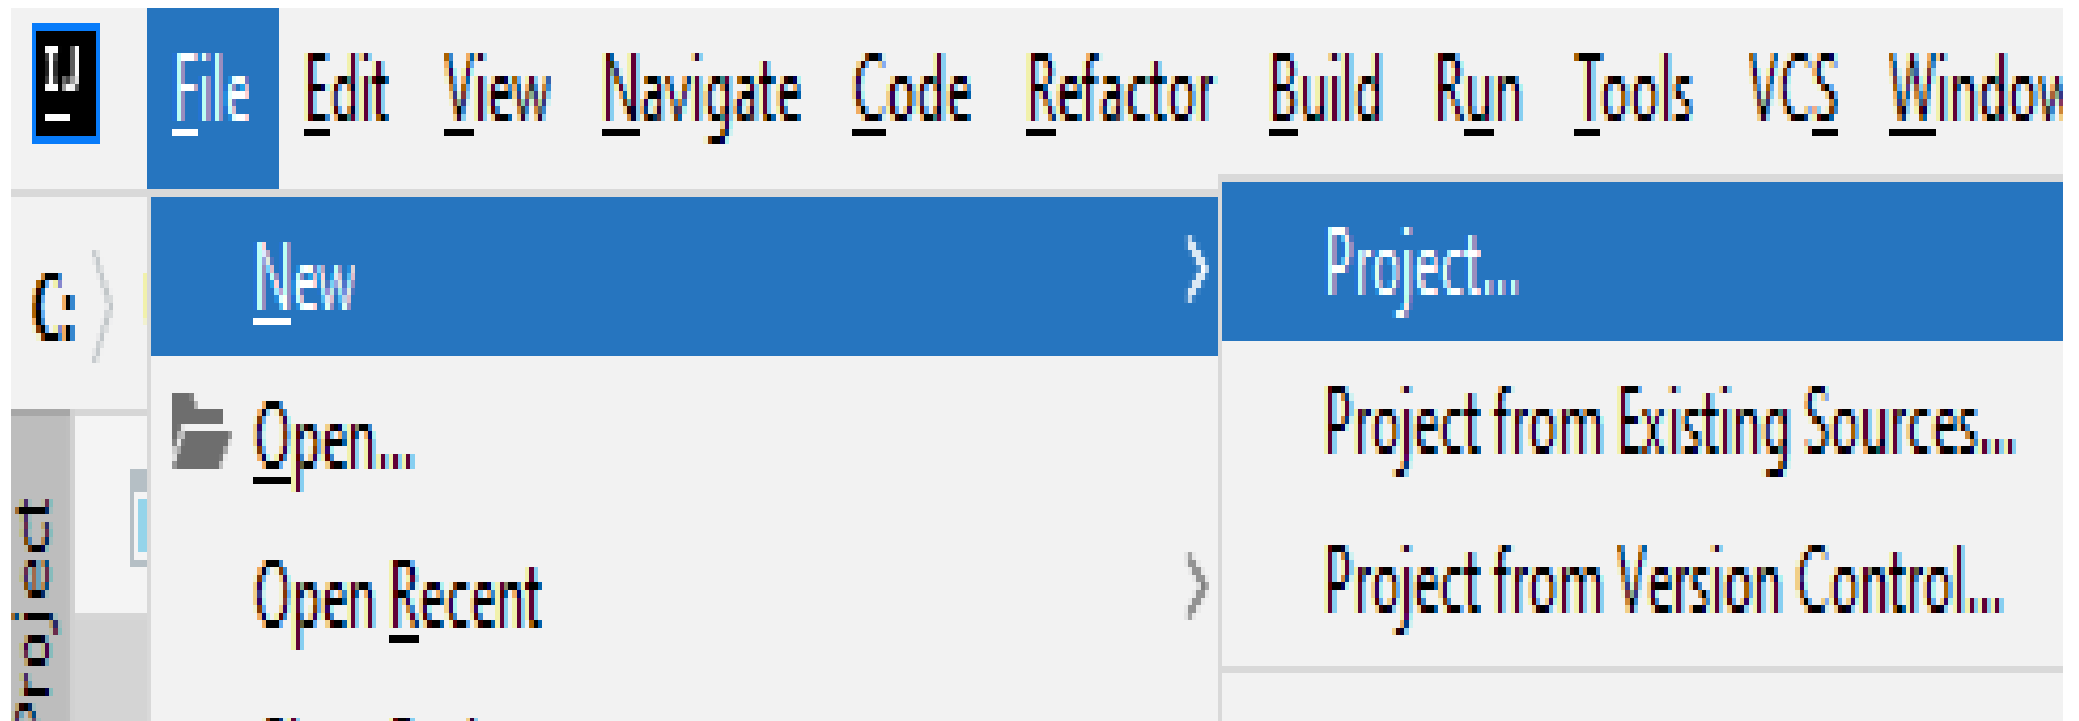 IJ
File Edit View Navigate Code Refactor Build Run Tools VCS Window
New
Project...
C:
Open...
Project from Existing Sources...
Open Recent
Project from Version Control...
Project